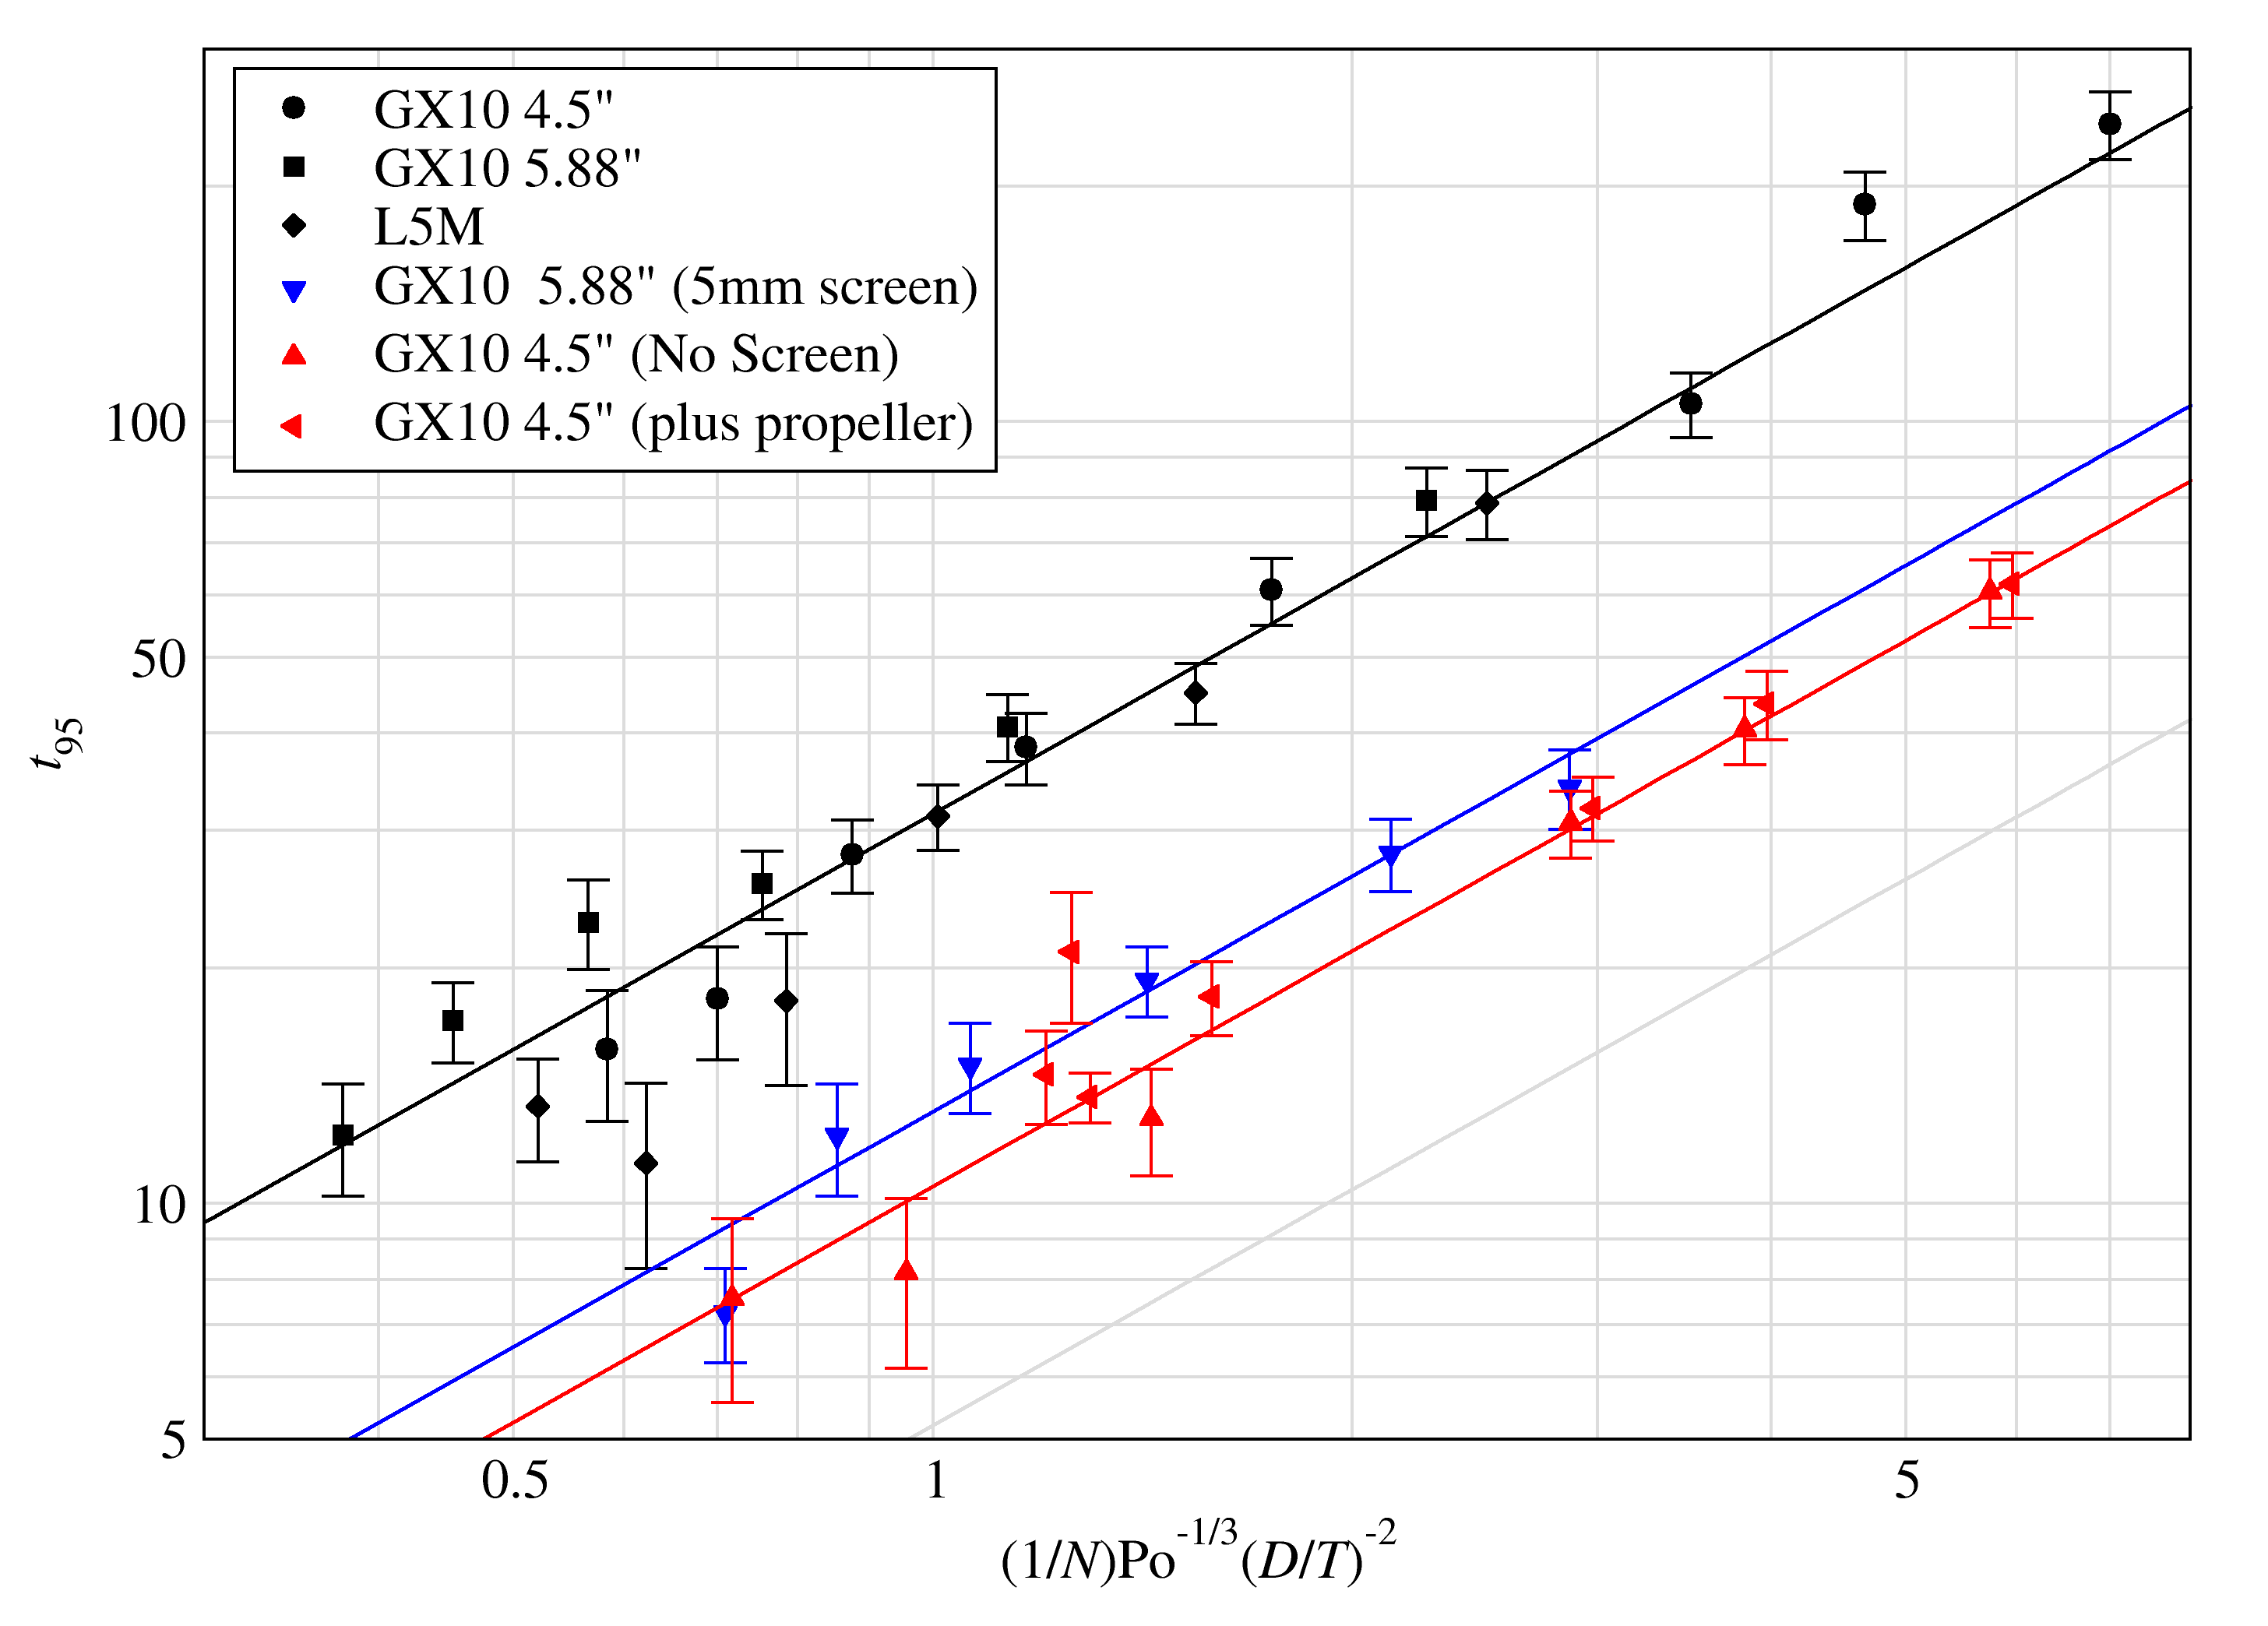 GX10 4.5"
GX10 5.88"
L5M
GX10  5.88" (5mm screen)
GX10 4.5" (No Screen)
GX10 4.5" (plus propeller)
100
50
10
5
t95
0.5
1
5
(1/N)Po-1/3(D/T)-2